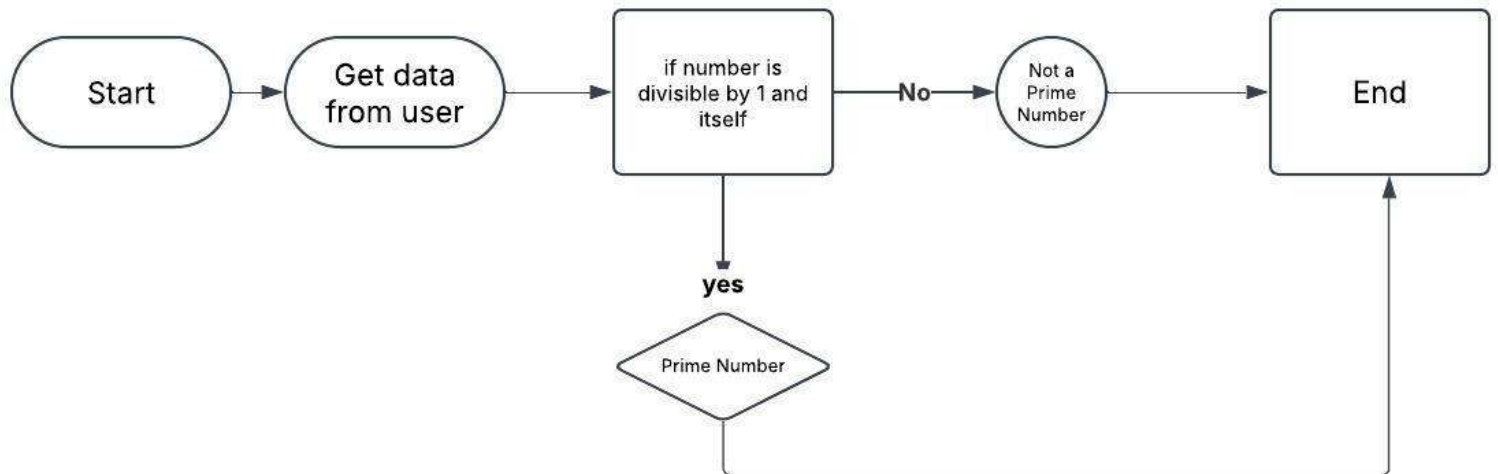 Start
Get data
from user
if number is
divisible by 1 and
itself
No
Not a
Prime
Number
End
yes
Prime Number